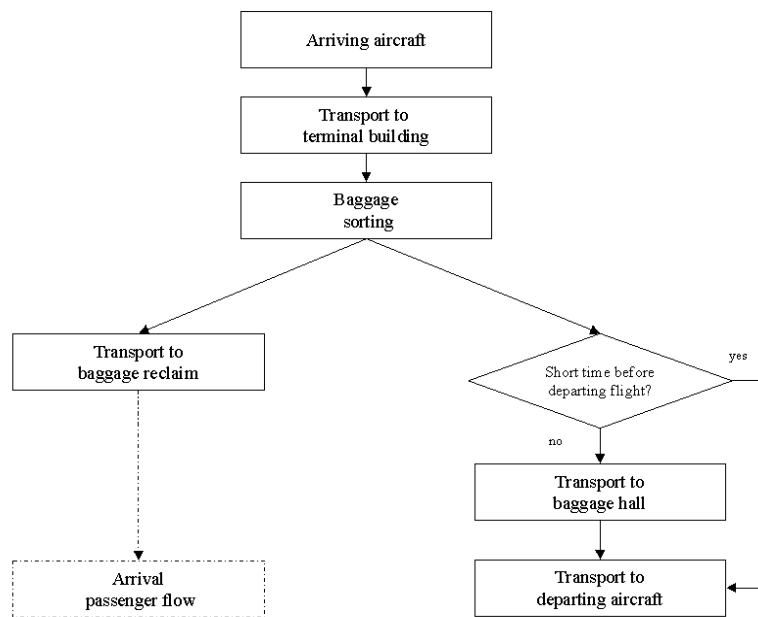 Arriving aircraft
Transport to
terminal building
Baggage
sorting
Transport to
baggage reclaim
Short time before
departing flight?
yes
no
Transport to
baggage hall
Arrival
passenger flow
Transport to
departing aircraft